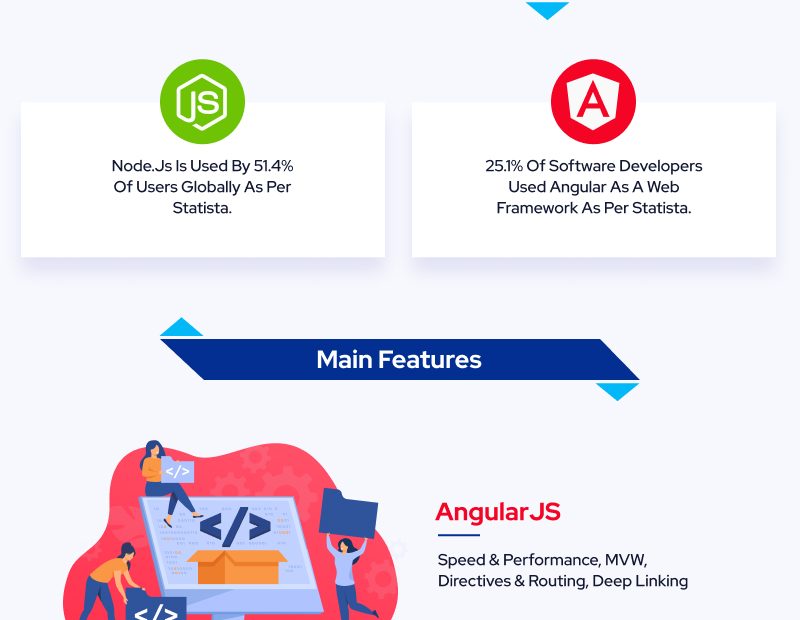 JS
Node.Js Is Used By 51.4%
Of Users Globally As Per
Statista.
A
25.1% Of Software Developers
Used Angular As A Web
Framework As Per Statista.
Main Features
</>
</>
</>
AngularJS
Speed & Performance, MVW,
Directives & Routing, Deep Linking